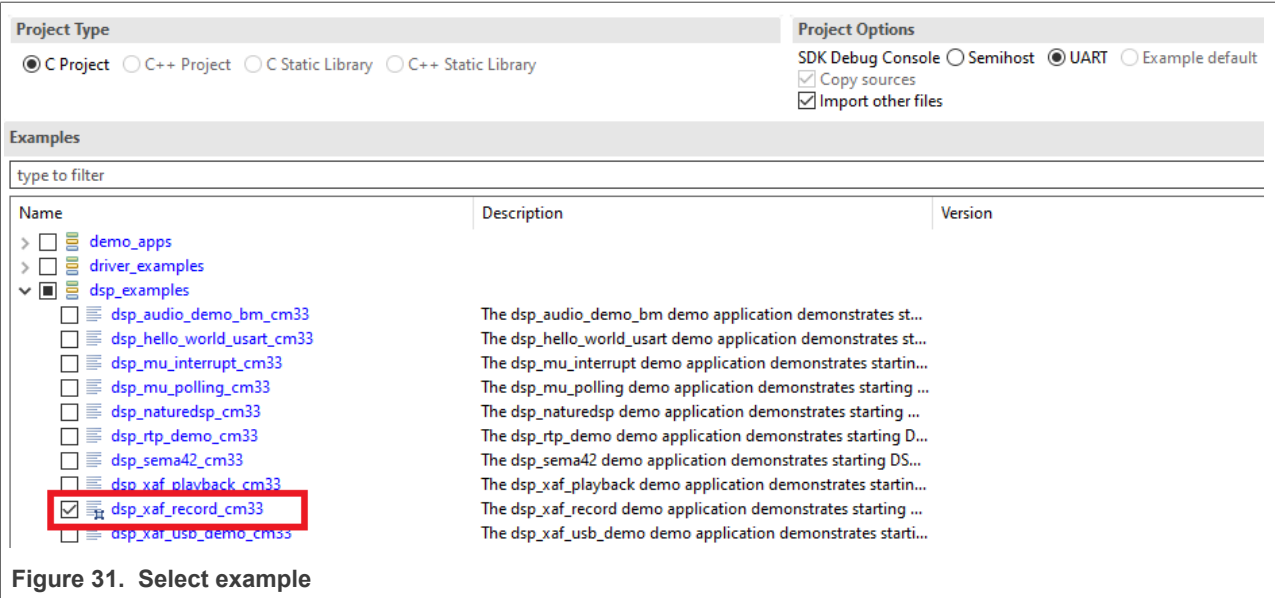 Project Type
Project Options
C Project C++ Project C Static Library C++ Static Library
SDK Debug Console Semihost UART Example default
Copy sources
Import other files
Examples
type to filter
Name Description Version
demo_apps
driver_examples
dsp_examples
dsp_audio_demo_bm_cm33 The dsp_audio_demo_bm demo application demonstrates st...
dsp_hello_world_usart_cm33 The dsp_hello_world_usart demo application demonstrates st...
dsp_mu_interrupt_cm33 The dsp_mu_interrupt demo application demonstrates startin...
dsp_mu_polling_cm33 The dsp_mu_polling demo application demonstrates starting ...
dsp_naturedsp_cm33 The dsp_naturedsp demo application demonstrates starting ...
dsp_rtp_demo_cm33 The dsp_rtp_demo demo application demonstrates starting D...
dsp_sema42_cm33 The dsp_sema42 demo application demonstrates starting DS...
dsp_xaf_playback_cm33 The dsp_xaf_playback demo application demonstrates startin...
dsp_xaf_record_cm33 The dsp_xaf_record demo application demonstrates starting ...
dsp_xaf_usb_demo_cm33 The dsp_xaf_usb_demo demo application demonstrates starti...
Figure 31. Select example